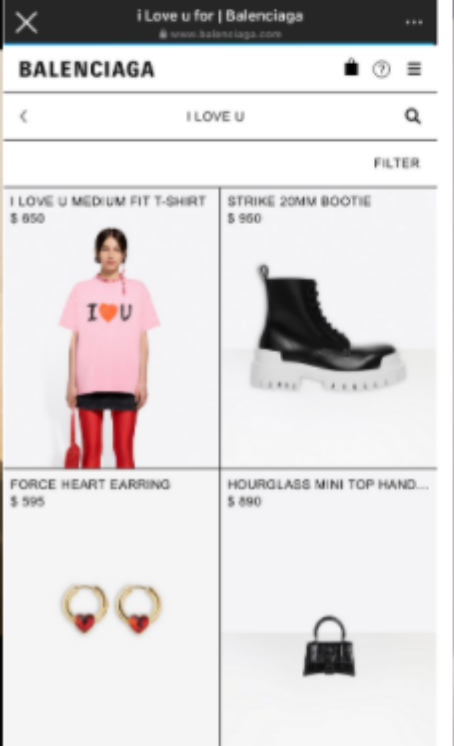 i Love u for | Balenciaga
www.balenciaga.com
BALENCIAGA
I LOVE U
FILTER
I LOVE U MEDIUM FIT T-SHIRT
$ 650
STRIKE 20MM BOOTIE
$ 950
I U
FORCE HEART EARRING
$ 595
HOURGLASS MINI TOP HAND...
$ 890